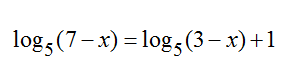 log₅(7 − x) = log₅(3 − x) + 1